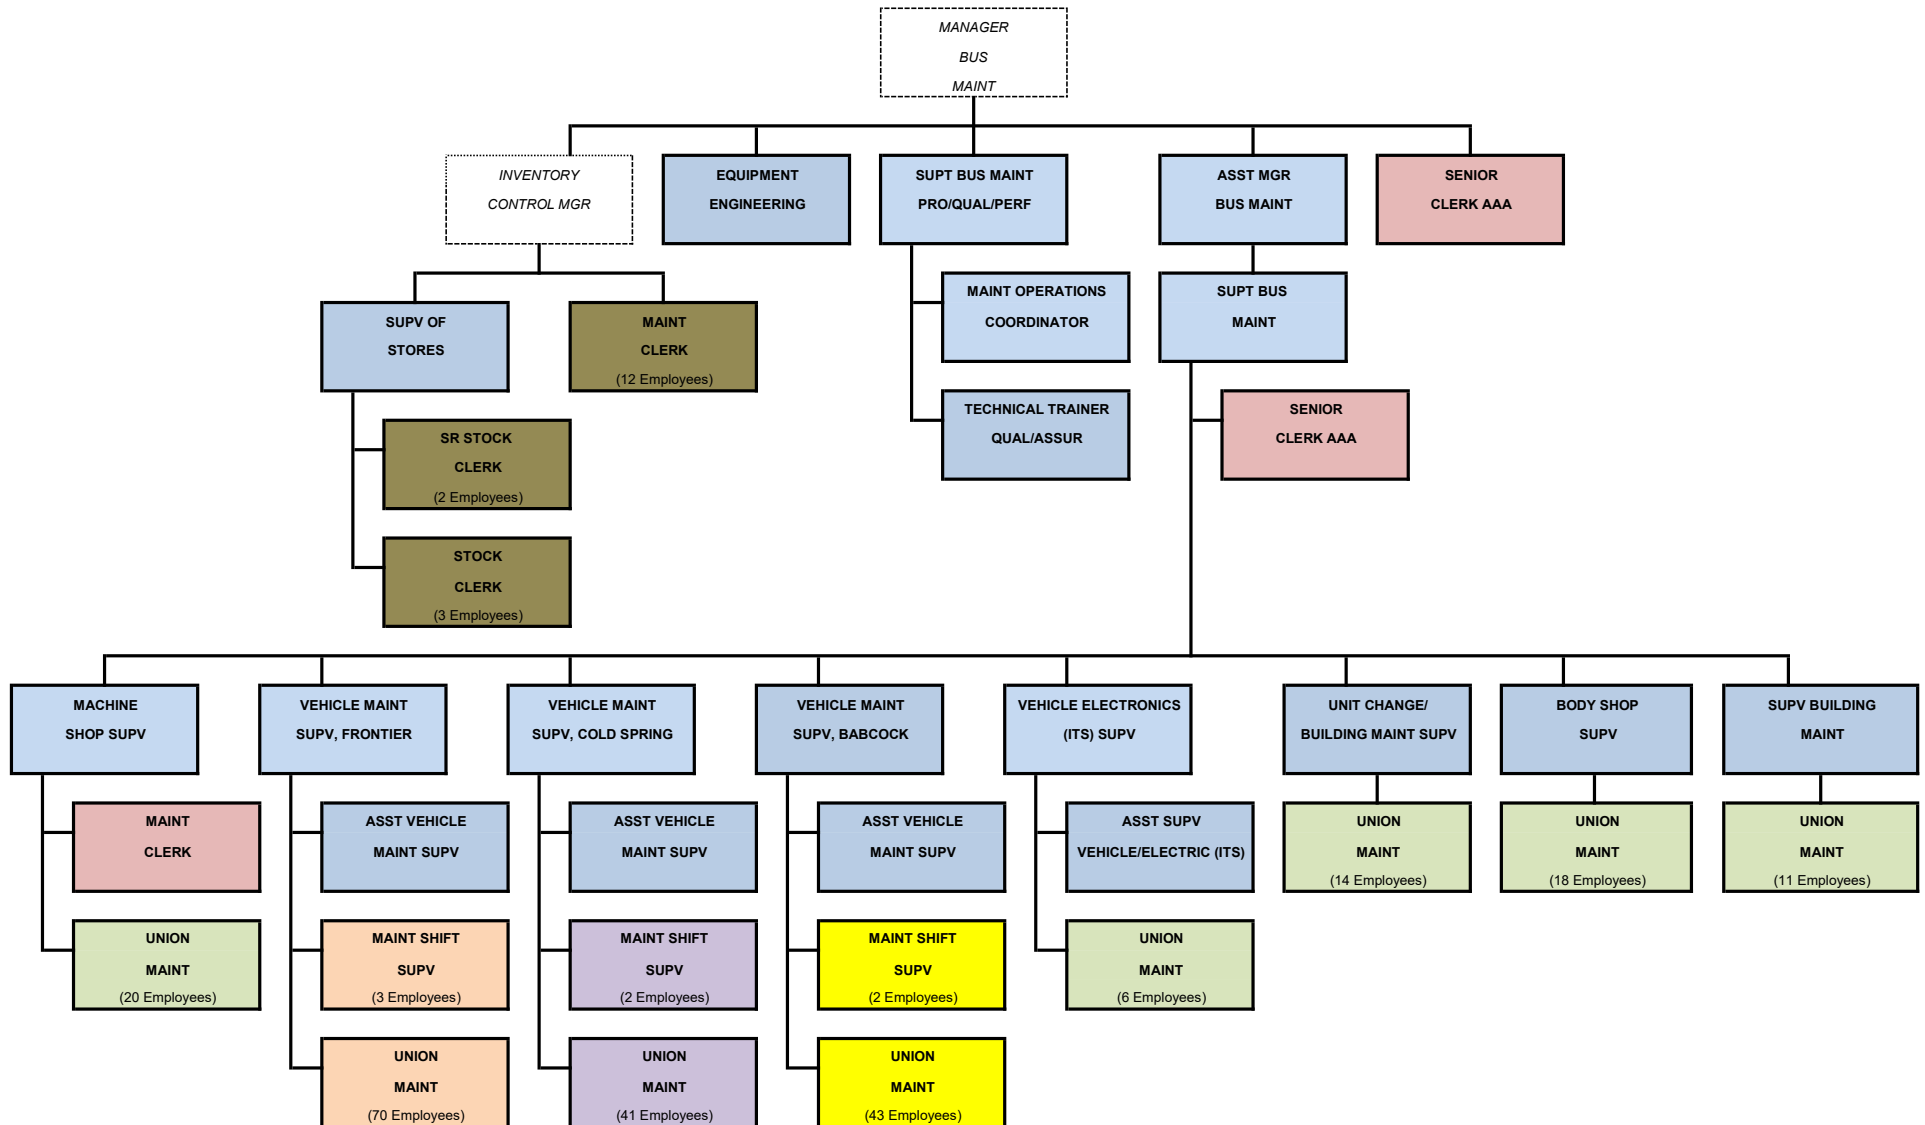 MANAGER
BUS
MAINT
INVENTORY
CONTROL MGR
EQUIPMENT
ENGINEERING
SUPT BUS MAINT
PRO/QUAL/PERF
ASST MGR
BUS MAINT
SENIOR
CLERK AAA
SUPV OF
STORES
MAINT
CLERK
(12 Employees)
MAINT OPERATIONS
COORDINATOR
SUPT BUS
MAINT
SR STOCK
CLERK
(2 Employees)
TECHNICAL TRAINER
QUAL/ASSUR
SENIOR
CLERK AAA
STOCK
CLERK
(3 Employees)
MACHINE
SHOP SUPV
VEHICLE MAINT
SUPV, FRONTIER
VEHICLE MAINT
SUPV, COLD SPRING
VEHICLE MAINT
SUPV, BABCOCK
VEHICLE ELECTRONICS
(ITS) SUPV
UNIT CHANGE/
BUILDING MAINT SUPV
BODY SHOP
SUPV
SUPV BUILDING
MAINT
MAINT
CLERK
ASST VEHICLE
MAINT SUPV
ASST VEHICLE
MAINT SUPV
ASST VEHICLE
MAINT SUPV
ASST SUPV
VEHICLE/ELECTRIC (ITS)
UNION
MAINT
(14 Employees)
UNION
MAINT
(18 Employees)
UNION
MAINT
(11 Employees)
UNION
MAINT
(20 Employees)
MAINT SHIFT
SUPV
(3 Employees)
MAINT SHIFT
SUPV
(2 Employees)
MAINT SHIFT
SUPV
(2 Employees)
UNION
MAINT
(6 Employees)
UNION
MAINT
(70 Employees)
UNION
MAINT
(41 Employees)
UNION
MAINT
(43 Employees)